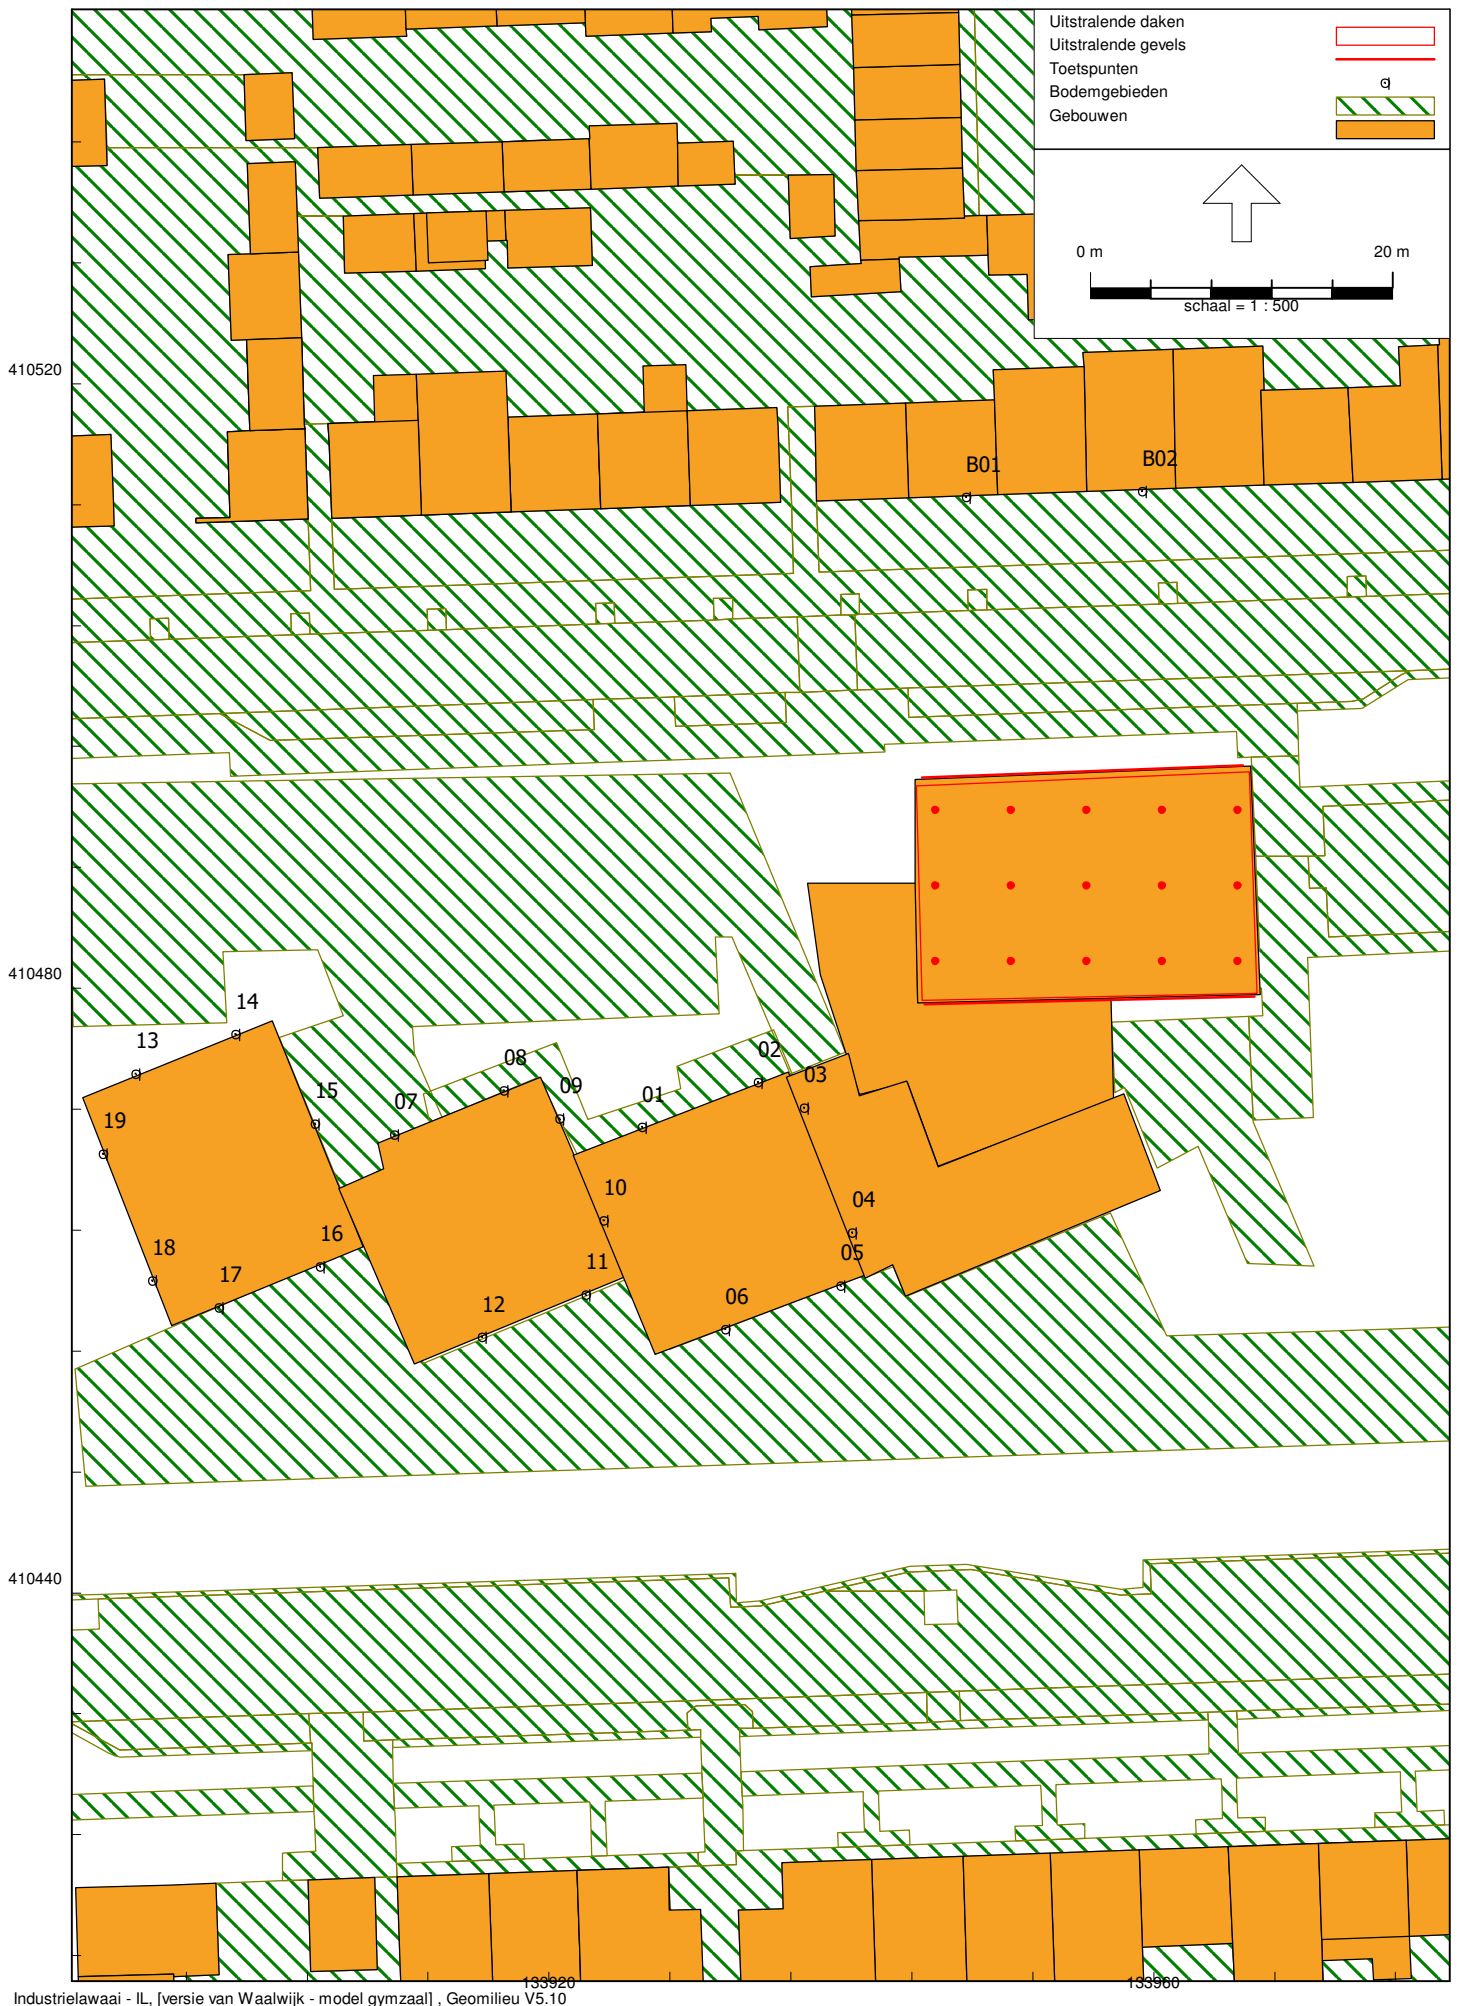 Uitstralende daken
Uitstralende gevels
Toetspunten
Bodemgebieden
Gebouwen
0 m 20 m
schaal = 1 : 500
410520
B01 B02
410480
14
13
02
08
03
09
15
01
07
19
10
04
16
18
05
11
17
06
12
410440
133920 133960
Industrielawaai - IL, [versie van Waalwijk - model gymzaal] , Geomilieu V5.10